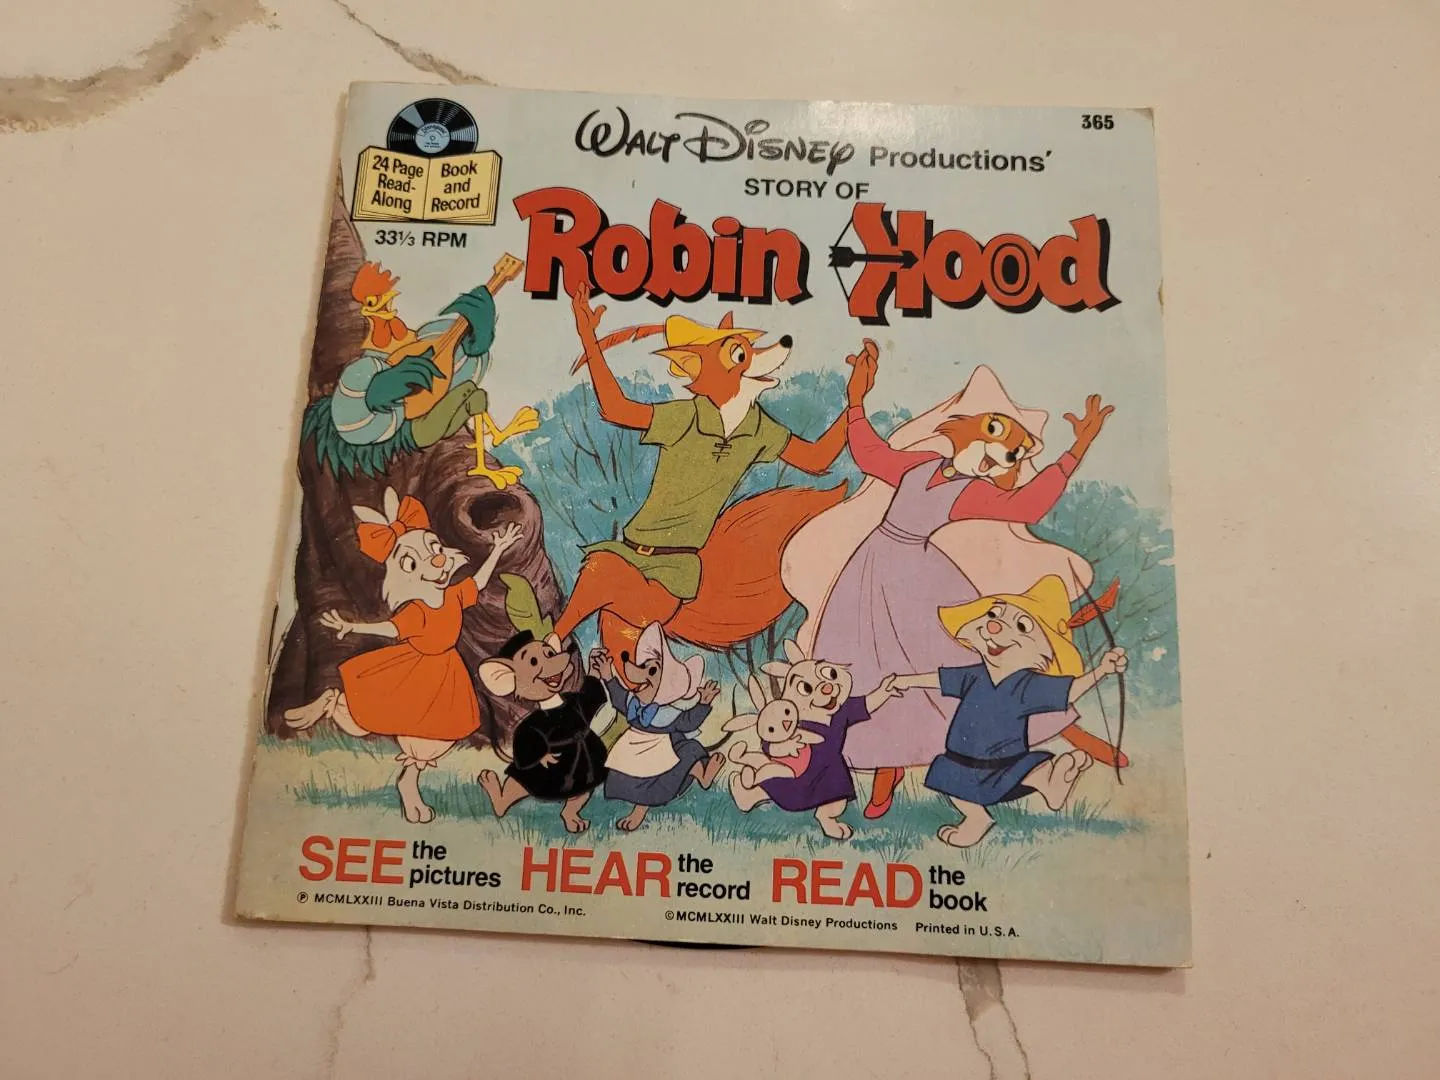 365
WALT DISNEY Productions'
STORY OF
Robin Hood
24 Page Read-Along
Book and Record
33⅓ RPM
SEE the pictures HEAR the record READ the book
℗ MCMLXXIII Buena Vista Distribution Co., Inc. © MCMLXXIII Walt Disney Productions Printed in U.S.A.